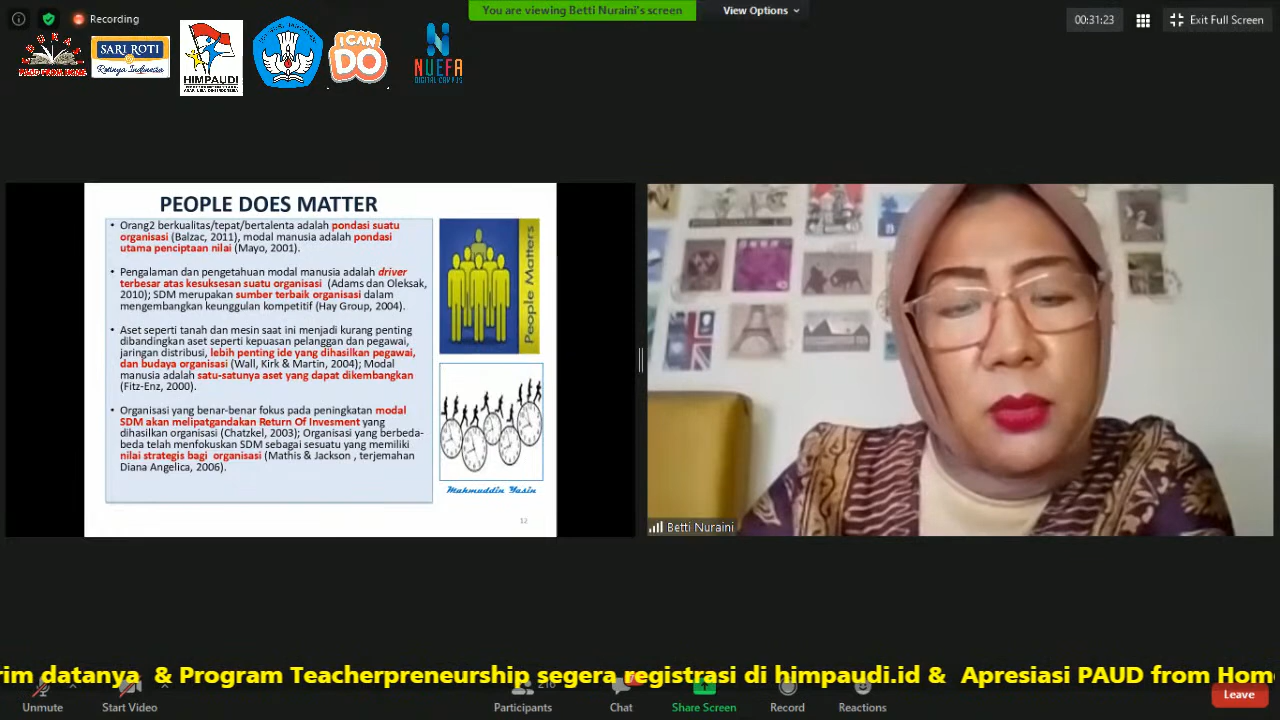 Recording
You are viewing Betti Nuraini's screen
View Options
00:31:23
Exit Full Screen
PAUD FROM HOME
SARI ROTI
Rotinya Indonesia
HIMPAUDI
I CAN
DO
NUEFA
DIGITAL CAMPUS
PEOPLE DOES MATTER
• Orang2 berkualitas/tepat/bertalenta adalah pondasi suatu
organisasi (Balzac, 2011), modal manusia adalah pondasi
utama penciptaan nilai (Mayo, 2001).
• Pengalaman dan pengetahuan modal manusia adalah driver
terbesar atas kesuksesan suatu organisasi (Adams dan Oleksak,
2010); SDM merupakan sumber terbaik organisasi dalam
mengembangkan keunggulan kompetitif (Hay Group, 2004).
• Aset seperti tanah dan mesin saat ini menjadi kurang penting
dibandingkan aset seperti kepuasan pelanggan dan pegawai,
jaringan distribusi, lebih penting ide yang dihasilkan pegawai,
dan budaya organisasi (Wall, Kirk & Martin, 2004); Modal
manusia adalah satu-satunya aset yang dapat dikembangkan
(Fitz-Enz, 2000).
• Organisasi yang benar-benar fokus pada peningkatan modal
SDM akan melipatgandakan Return Of Invesment yang
dihasilkan organisasi (Chatzkel, 2003); Organisasi yang berbeda-
beda telah menfokuskan SDM sebagai sesuatu yang memiliki
nilai strategis bagi organisasi (Mathis & Jackson , terjemahan
Diana Angelica, 2006).
People Matters
Mahmuddin Yasin
12
Betti Nuraini
rim datanya & Program Teacherpreneurship segera registrasi di himpaudi.id & Apresiasi PAUD from Hom
Unmute
Start Video
Participants
Chat
Share Screen
Record
Reactions
Leave